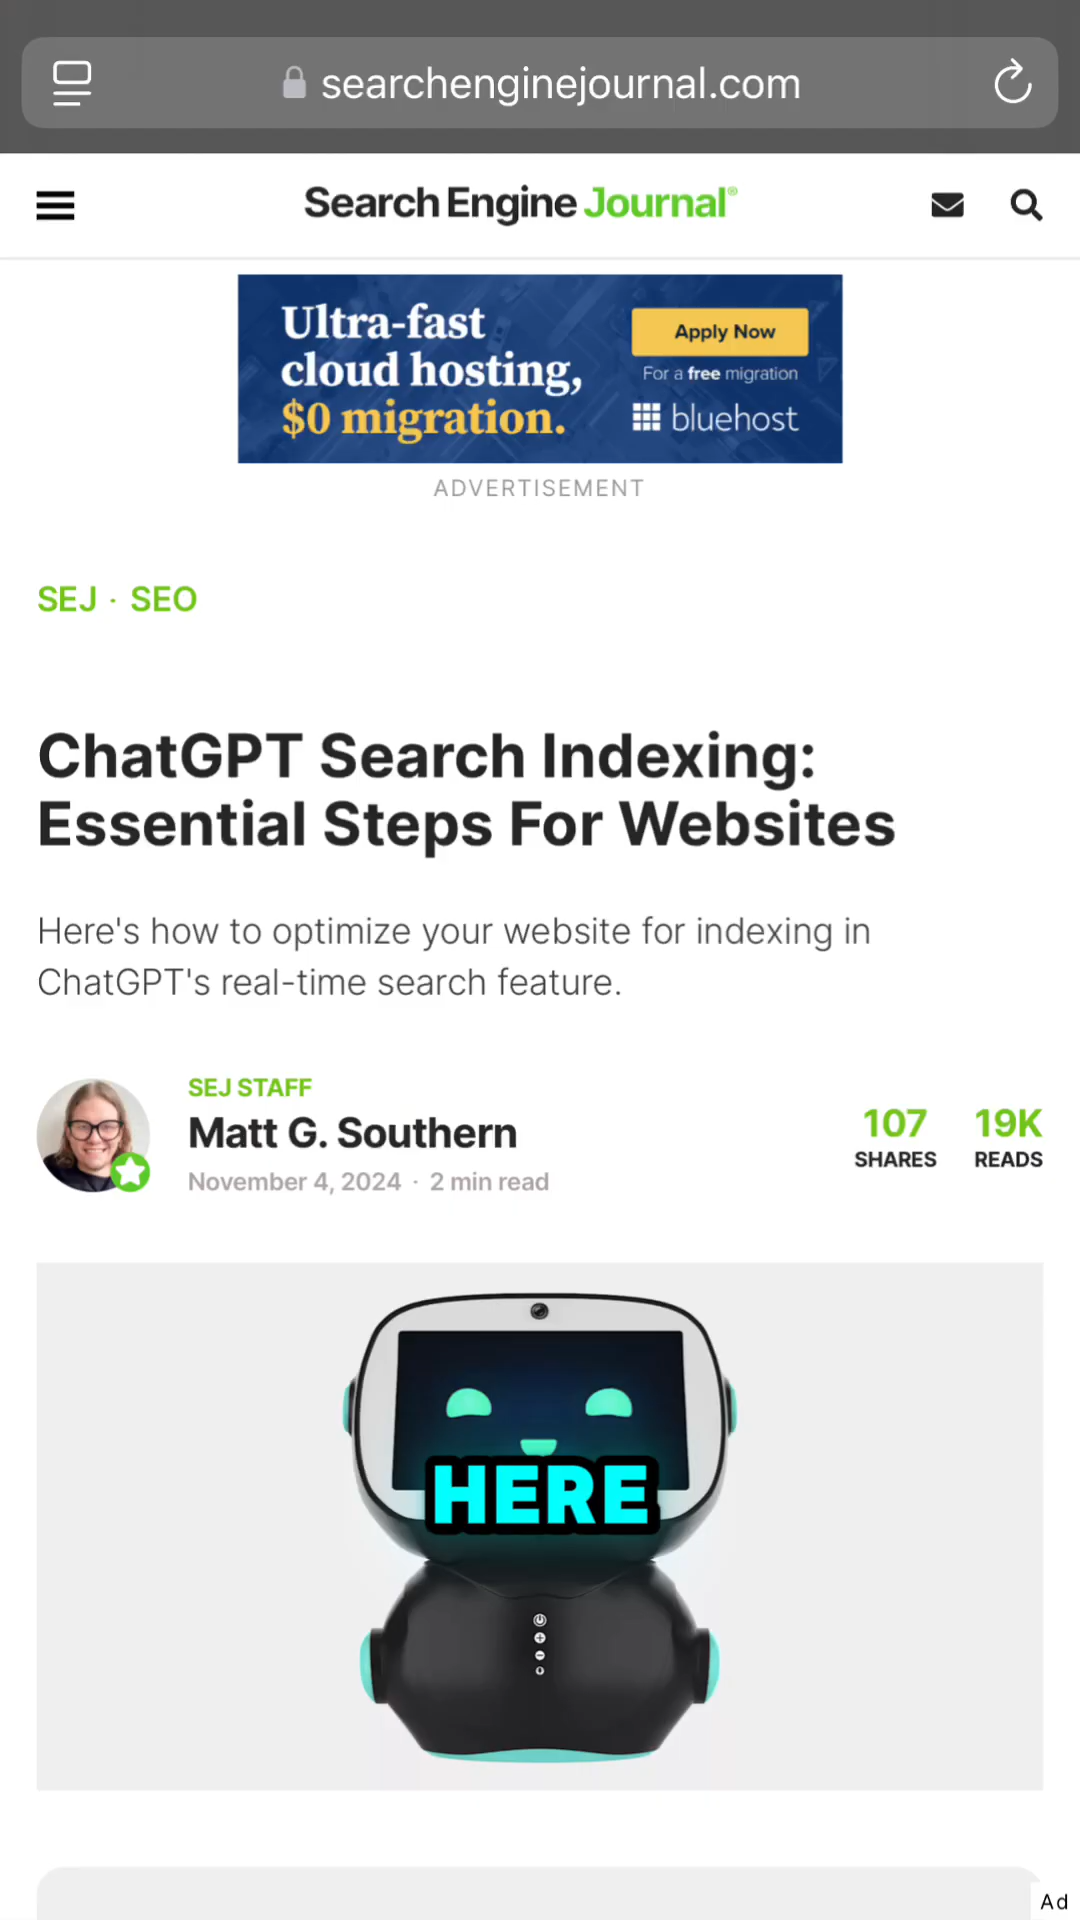 searchenginejournal.com
Search Engine Journal®
Ultra-fast
cloud hosting,
$0 migration.
Apply Now
For a free migration
bluehost
ADVERTISEMENT
SEJ · SEO
ChatGPT Search Indexing:
Essential Steps For Websites
Here's how to optimize your website for indexing in
ChatGPT's real-time search feature.
SEJ STAFF
Matt G. Southern
November 4, 2024 · 2 min read
107
SHARES
19K
READS
HERE
Ad